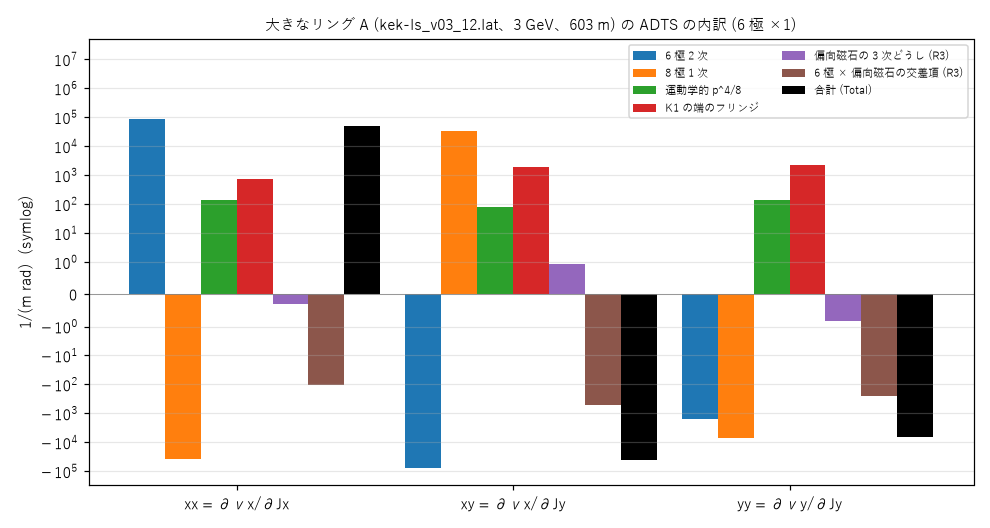 大きなリング A (kek-ls_v03_12.lat、3 GeV、603 m) の ADTS の内訳 (6 極 ×1)
6 極 2 次
8 極 1 次
運動学的 p^4/8
K1 の端のフリンジ
偏向磁石の 3 次どうし (R3)
6 極 × 偏向磁石の交差項 (R3)
合計 (Total)
1/(m rad) (symlog)
10⁷
10⁶
10⁵
10⁴
10³
10²
10¹
10⁰
0
−10⁰
−10¹
−10²
−10³
−10⁴
−10⁵
xx = ∂νx/∂Jx
xy = ∂νx/∂Jy
yy = ∂νy/∂Jy